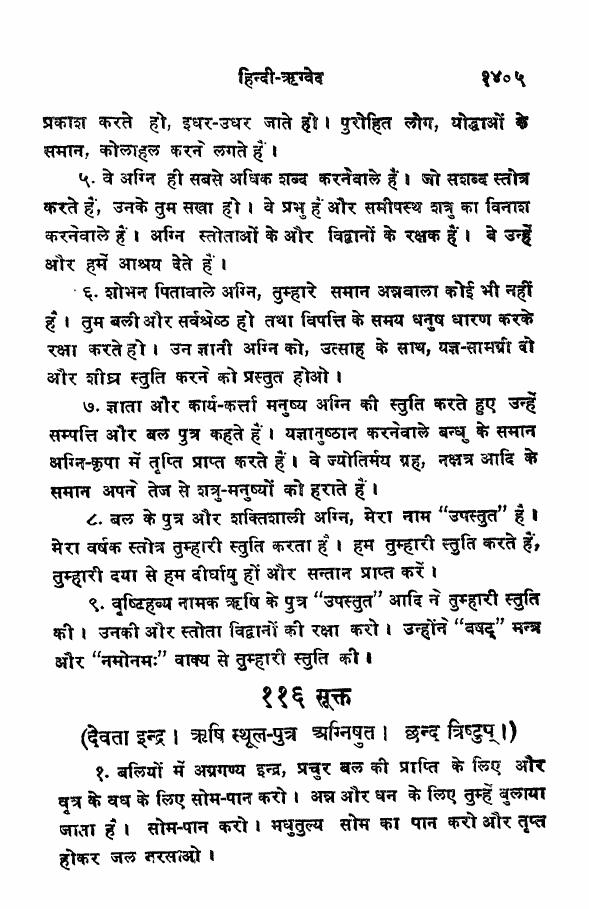 हिन्दी-ऋग्वेद १४०५
प्रकाश करते हो, इधर-उधर जाते हो। पुरोहित लोग, योद्धाओं के
समान, कोलाहल करने लगते हैं।
५. वे अग्नि ही सबसे अधिक शब्द करनेवाले हैं। जो सशब्द स्तोत्र
करते हैं, उनके तुम सखा हो। वे प्रभु हैं और समीपस्थ शत्रु का विनाश
करनेवाले हैं। अग्नि स्तोताओं के और विद्वानों के रक्षक हैं। वे उन्हें
और हमें आश्रय देते हैं।
६. शोभन पितावाले अग्नि, तुम्हारे समान अन्नवाला कोई भी नहीं
है। तुम बली और सर्वश्रेष्ठ हो तथा विपत्ति के समय धनुष धारण करके
रक्षा करते हो। उन ज्ञानी अग्नि को, उत्साह के साथ, यज्ञ-सामग्री दो
और शीघ्र स्तुति करने को प्रस्तुत होओ।
७. ज्ञाता और कार्य-कर्त्ता मनुष्य अग्नि की स्तुति करते हुए उन्हें
सम्पत्ति और बल पुत्र कहते हैं। यज्ञानुष्ठान करनेवाले बन्धु के समान
अग्नि-कृपा में तृप्ति प्राप्त करते हैं। वे ज्योतिर्मय ग्रह, नक्षत्र आदि के
समान अपने तेज से शत्रु-मनुष्यों को हराते हैं।
८. बल के पुत्र और शक्तिशाली अग्नि, मेरा नाम “उपस्तुत” है।
मेरा वर्षक स्तोत्र तुम्हारी स्तुति करता है। हम तुम्हारी स्तुति करते हैं,
तुम्हारी दया से हम दीर्घायु हों और सन्तान प्राप्त करें।
९. वृष्टिहव्य नामक ऋषि के पुत्र “उपस्तुत” आदि ने तुम्हारी स्तुति
की। उनकी और स्तोता विद्वानों की रक्षा करो। उन्होंने “वषट्” मन्त्र
और “नमोनमः” वाक्य से तुम्हारी स्तुति की।
११६ सूक्त
(देवता इन्द्र। ऋषि स्थूल-पुत्र अग्निषुत। छन्द त्रिष्टुप्।)
१. बलियों में अग्रगण्य इन्द्र, प्रचुर बल की प्राप्ति के लिए और
वृत्र के वध के लिए सोम-पान करो। अन्न और धन के लिए तुम्हें बुलाया
जाता है। सोम-पान करो। मधुतुल्य सोम का पान करो और तृप्त
होकर जल बरसाओ।